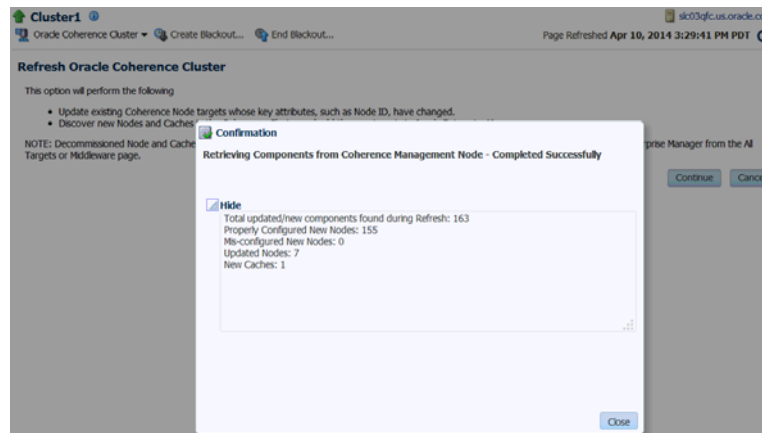 Cluster1
slc03qfc.us.oracle.co
Oracle Coherence Cluster Create Blackout... End Blackout...
Page Refreshed Apr 10, 2014 3:29:41 PM PDT
Refresh Oracle Coherence Cluster
This option will perform the following
Update existing Coherence Node targets whose key attributes, such as Node ID, have changed.
Discover new Nodes and Caches
NOTE: Decommissioned Node and Cache
prise Manager from the All
Targets or Middleware page.
Continue Cance
Confirmation
Retrieving Components from Coherence Management Node - Completed Successfully
Hide
Total updated/new components found during Refresh: 163
Properly Configured New Nodes: 155
Mis-configured New Nodes: 0
Updated Nodes: 7
New Caches: 1
Close